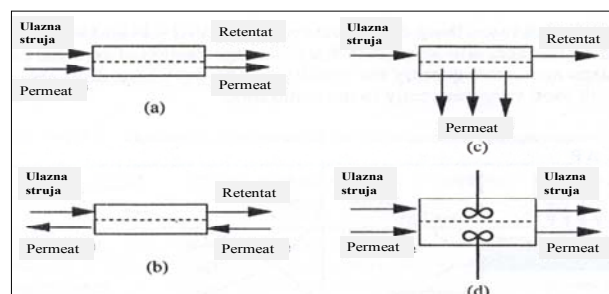 Ulazna
struja
Retentat
Permeat
Permeat
(a)
Ulazna
struja
Retentat
Permeat
(c)
Ulazna
struja
Retentat
Permeat
Permeat
(b)
Ulazna
struja
Ulazna
struja
Permeat
Permeat
(d)